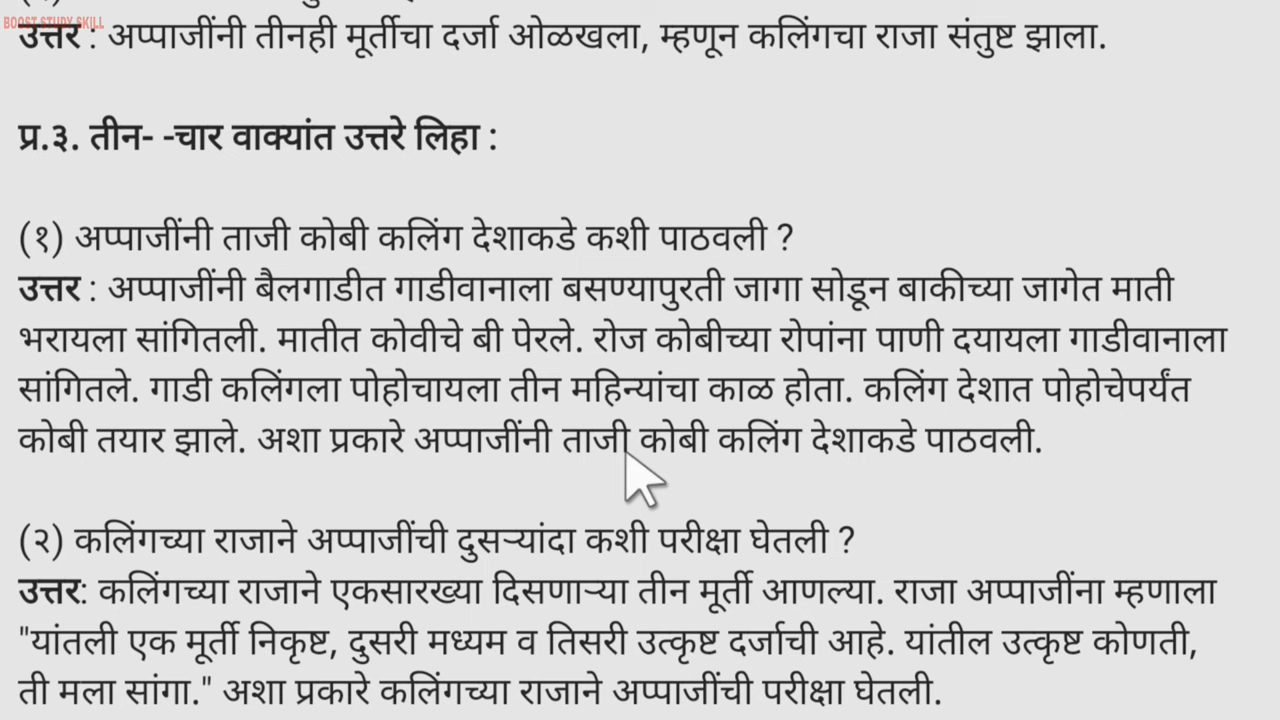 BOOST STUDY SKILL
उत्तर : अप्पाजींनी तीनही मूर्तीचा दर्जा ओळखला, म्हणून कलिंगचा राजा संतुष्ट झाला.
प्र.३. तीन- -चार वाक्यांत उत्तरे लिहा :
(१) अप्पाजींनी ताजी कोबी कलिंग देशाकडे कशी पाठवली ?
उत्तर : अप्पाजींनी बैलगाडीत गाडीवानाला बसण्यापुरती जागा सोडून बाकीच्या जागेत माती
भरायला सांगितली. मातीत कोवीचे बी पेरले. रोज कोबीच्या रोपांना पाणी दयायला गाडीवानाला
सांगितले. गाडी कलिंगला पोहोचायला तीन महिन्यांचा काळ होता. कलिंग देशात पोहोचेपर्यंत
कोबी तयार झाले. अशा प्रकारे अप्पाजींनी ताजी कोबी कलिंग देशाकडे पाठवली.
(२) कलिंगच्या राजाने अप्पाजींची दुसऱ्यांदा कशी परीक्षा घेतली ?
उत्तर: कलिंगच्या राजाने एकसारख्या दिसणाऱ्या तीन मूर्ती आणल्या. राजा अप्पाजींना म्हणाला
"यांतली एक मूर्ती निकृष्ट, दुसरी मध्यम व तिसरी उत्कृष्ट दर्जाची आहे. यांतील उत्कृष्ट कोणती,
ती मला सांगा." अशा प्रकारे कलिंगच्या राजाने अप्पाजींची परीक्षा घेतली.